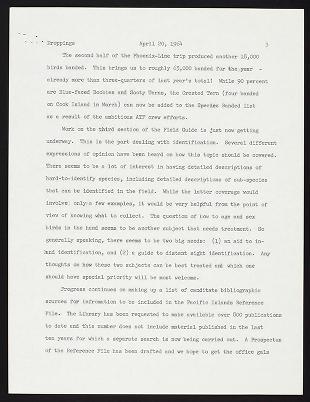 Droppings April 20, 1964 3
The second half of the Phoenix-Line trip produced another 18,000
birds banded. This brings us to roughly 45,000 banded for the year -
already more than three-quarters of last year's total! While 90 percent
are Blue-faced Boobies and Sooty Terns, the Crested Tern (four banded
on Cook Island in March) can now be added to the Species Banded list
as a result of the ambitious ATF crew efforts.
Work on the third section of the Field Guide is just now getting
underway. This is the part dealing with identification. Several different
expressions of opinion have been heard on how this topic should be covered.
There seems to be a lot of interest in having detailed descriptions of
hard-to-identify species, including detailed descriptions of sub-species
that can be identified in the field. While the latter coverage would
involve only a few examples, it would be very helpful from the point of
view of knowing what to collect. The question of how to age and sex
birds in the hand seems to be another subject that needs treatment. So
generally speaking, there seems to be two big needs: (1) an aid to in-
hand identification, and (2) a guide to distant sight identification. Any
thoughts on how these two subjects can be best treated and which one
should have special priority will be most welcome.
Progress continues on making up a list of canditate bibliographic
sources for information to be included in the Pacific Islands Reference
File. The Library has been requested to make available over 800 publications
to date and this number does not include material published in the last
ten years for which a separate search is now being carried out. A Prospectus
of the Reference File has been drafted and we hope to get the office gals